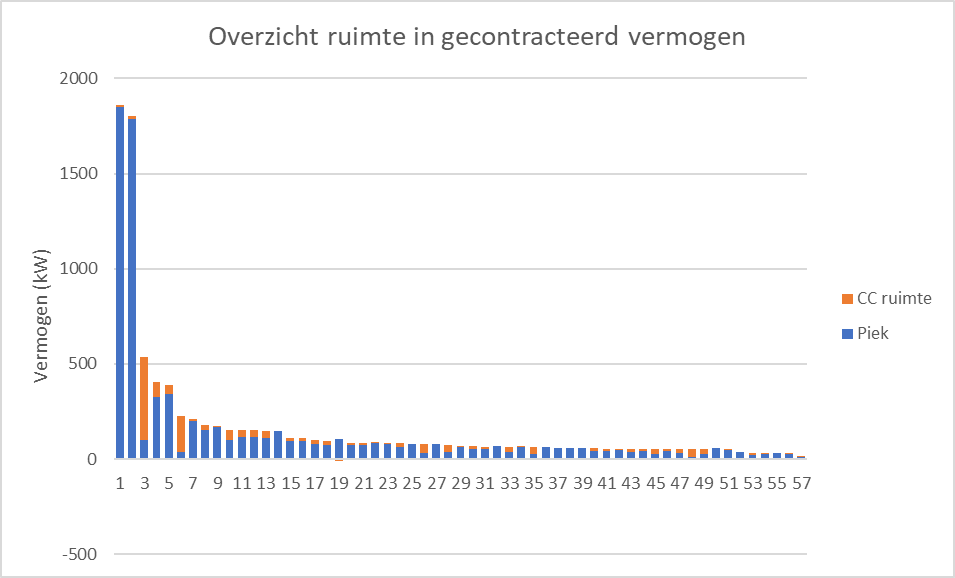 Overzicht ruimte in gecontracteerd vermogen
Vermogen (kW)
2000
1500
1000
500
0
-500
1 3 5 7 9 11 13 15 17 19 21 23 25 27 29 31 33 35 37 39 41 43 45 47 49 51 53 55 57
CC ruimte
Piek